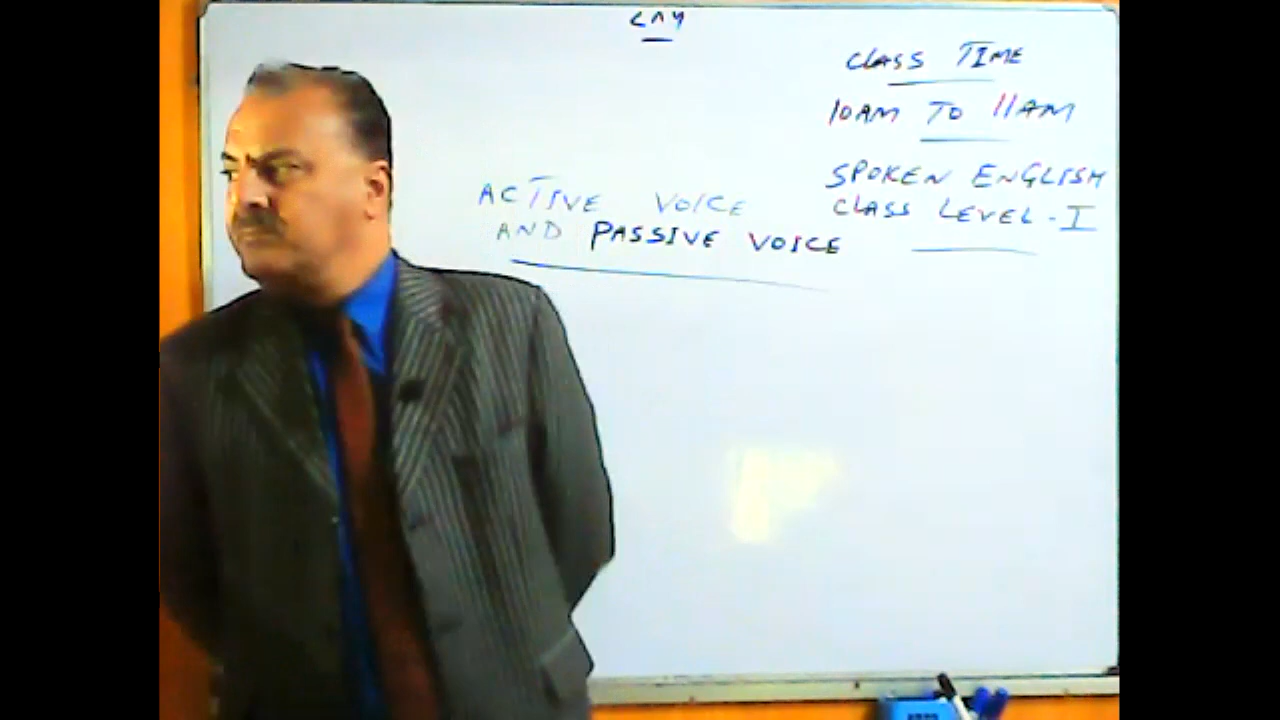 CLASS TIME
10AM TO 11AM
SPOKEN ENGLISH
CLASS LEVEL - I
ACTIVE VOICE
AND PASSIVE VOICE